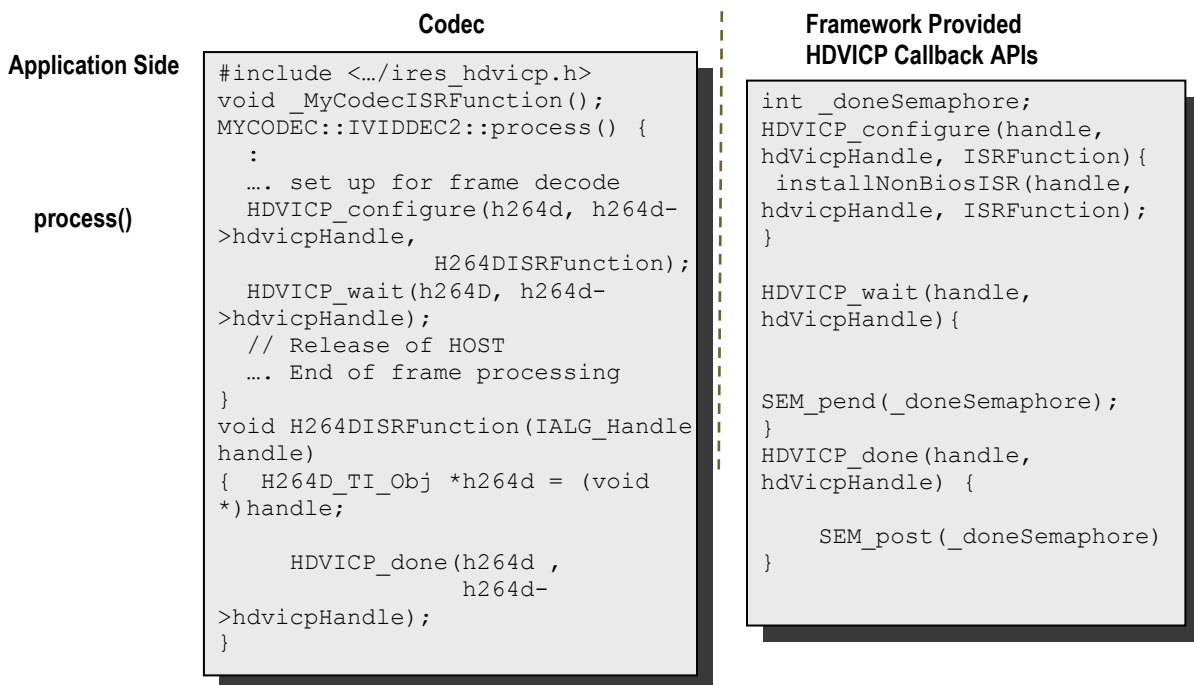 Codec
Framework Provided
HDVICP Callback APIs
Application Side
process()
#include <…/ires_hdvicp.h>
void _MyCodecISRFunction();
MYCODEC::IVIDDEC2::process() {
:
…. set up for frame decode
HDVICP_configure(h264d, h264d-
>hdvicpHandle,
H264DISRFunction);
HDVICP_wait(h264D, h264d-
>hdvicpHandle);
// Release of HOST
…. End of frame processing
}
void H264DISRFunction(IALG_Handle
handle)
{ H264D_TI_Obj *h264d = (void
*)handle;
HDVICP_done(h264d ,
h264d-
>hdvicpHandle);
}
int _doneSemaphore;
HDVICP_configure(handle,
hdVicpHandle, ISRFunction){
installNonBiosISR(handle,
hdvicpHandle, ISRFunction);
}
HDVICP_wait(handle,
hdVicpHandle){
SEM_pend(_doneSemaphore);
}
HDVICP_done(handle,
hdVicpHandle) {
SEM_post(_doneSemaphore)
}